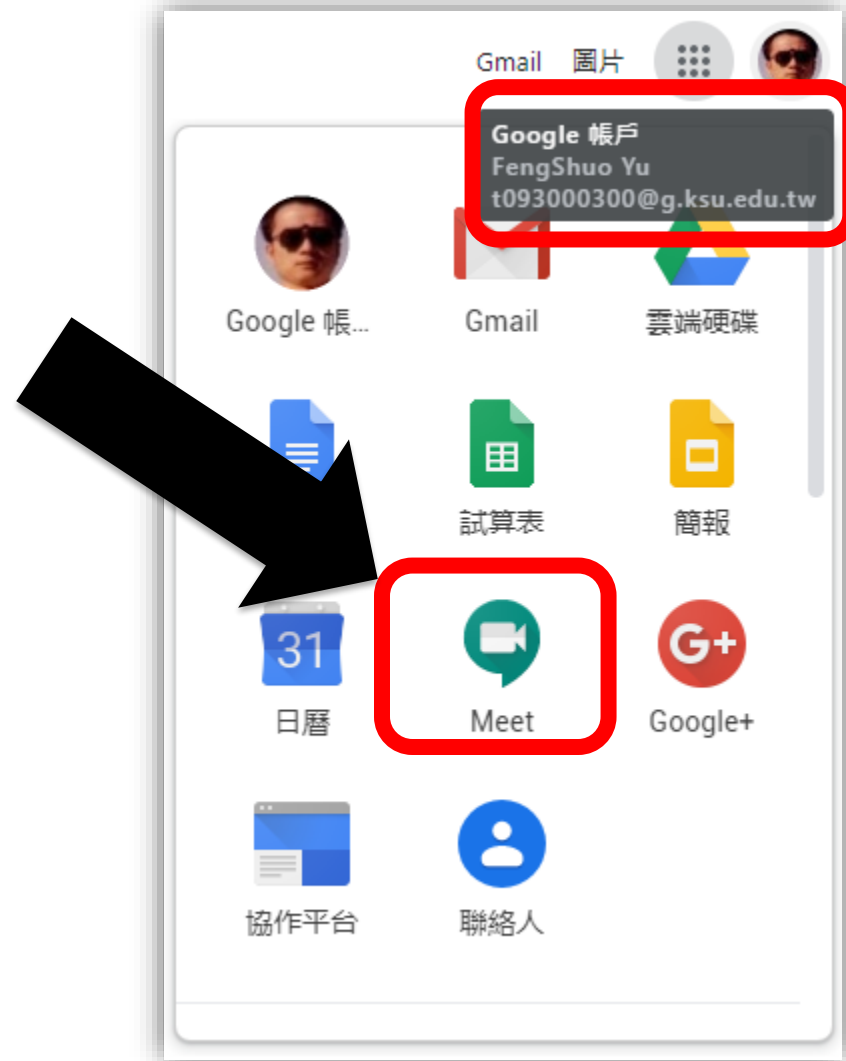 Gmail 圖片
Google 帳戶
FengShuo Yu
t093000300@g.ksu.edu.tw
Google 帳... Gmail 雲端硬碟
試算表 簡報
31 G+
日曆 Meet Google+
協作平台 聯絡人